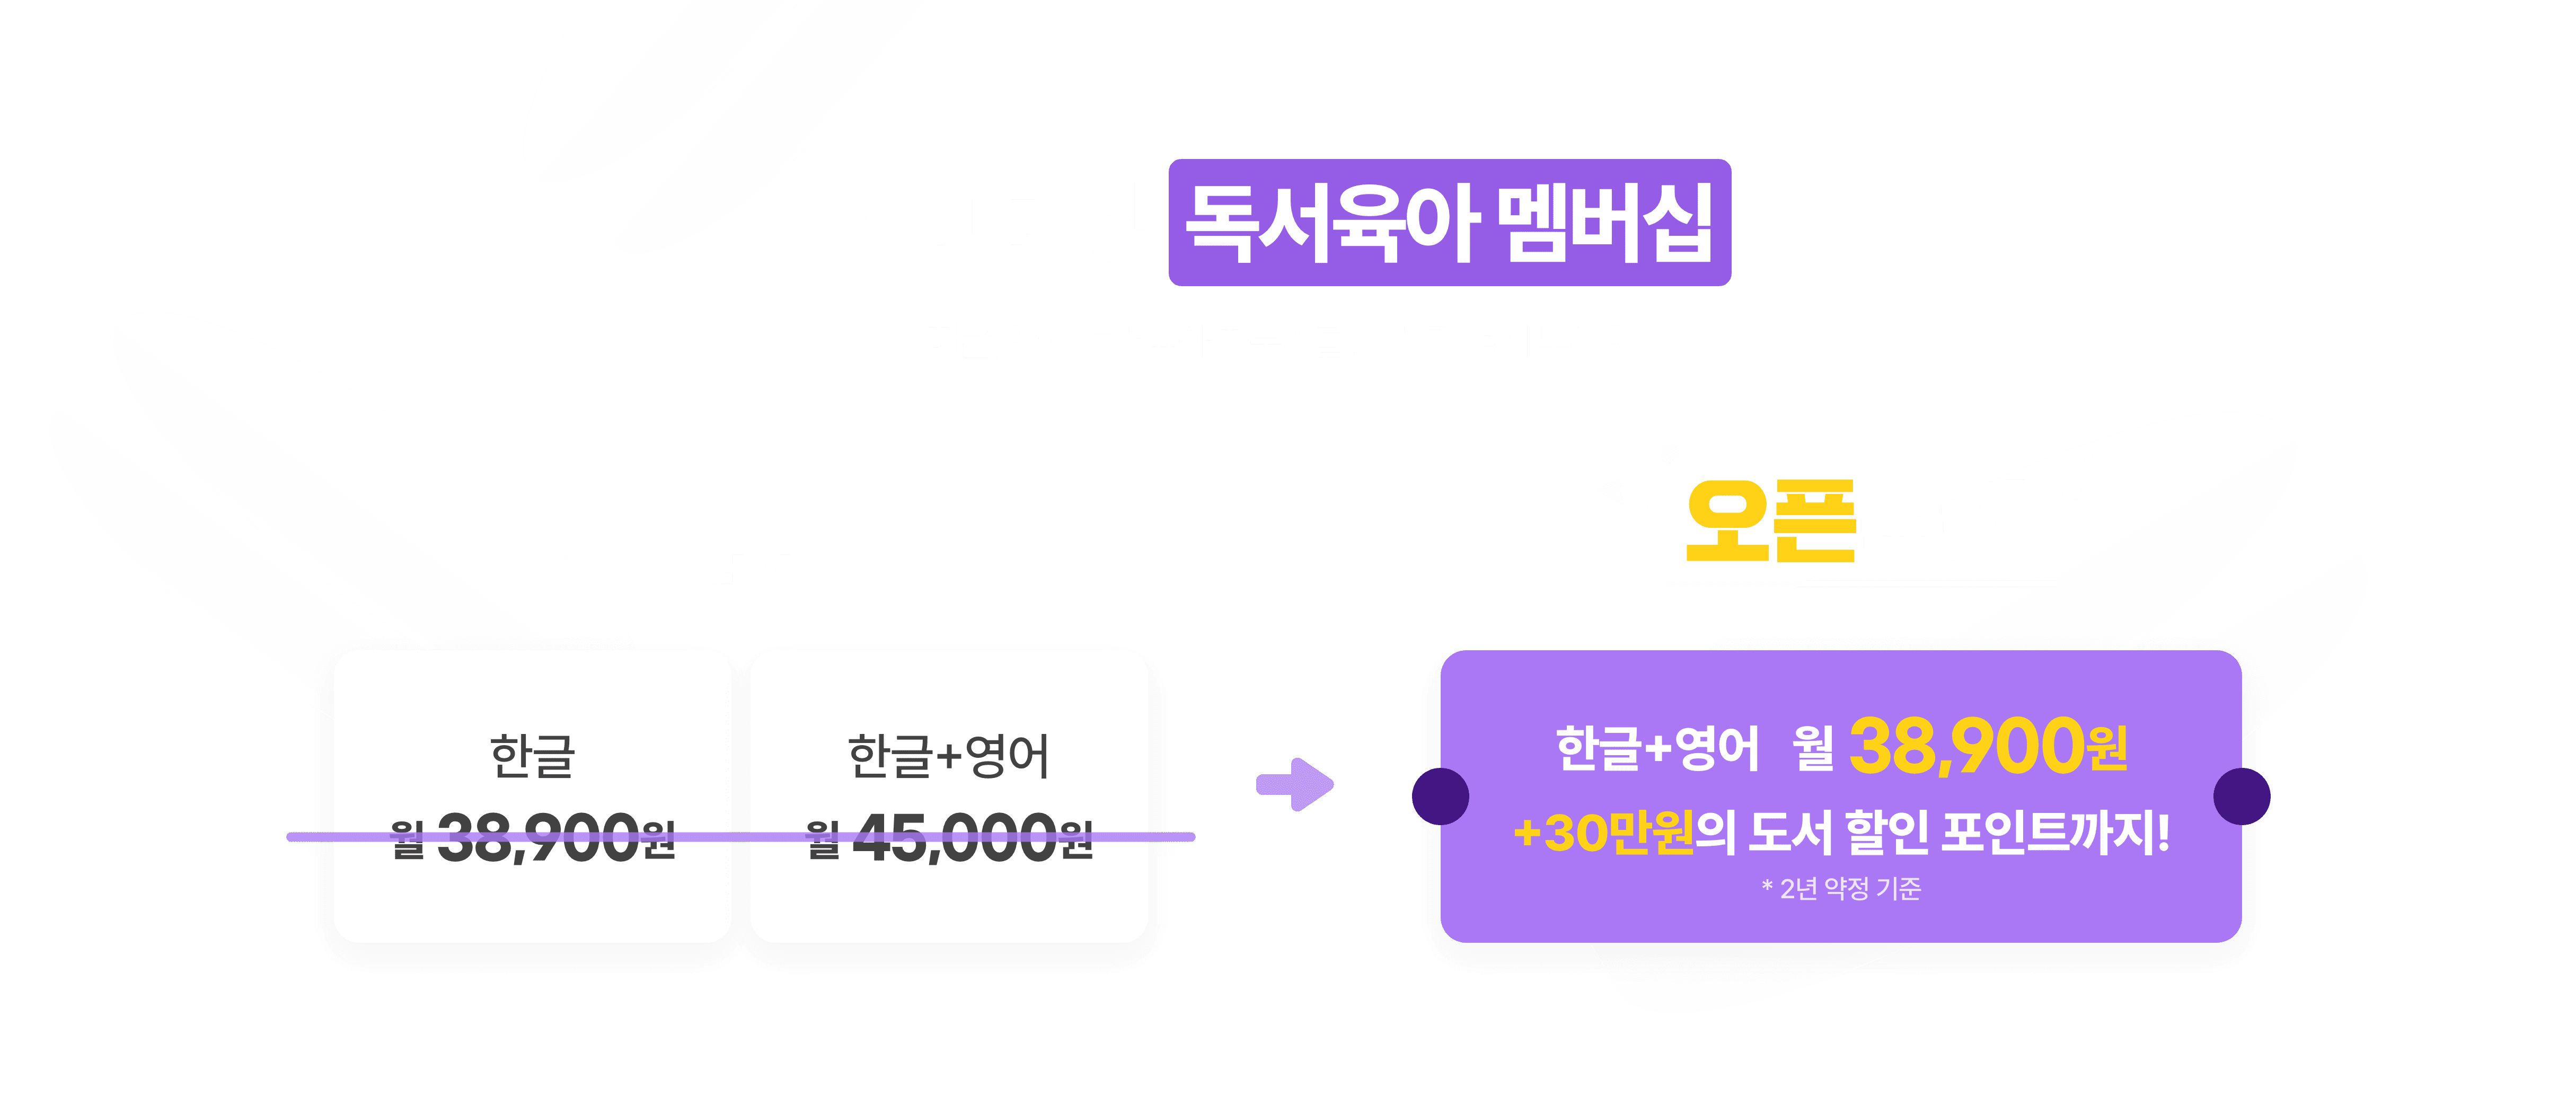 독서육아 멤버십
오픈
한글
월 38,900원
한글+영어
월 45,000원
한글+영어 월 38,900원
+30만원의 도서 할인 포인트까지!
* 2년 약정 기준